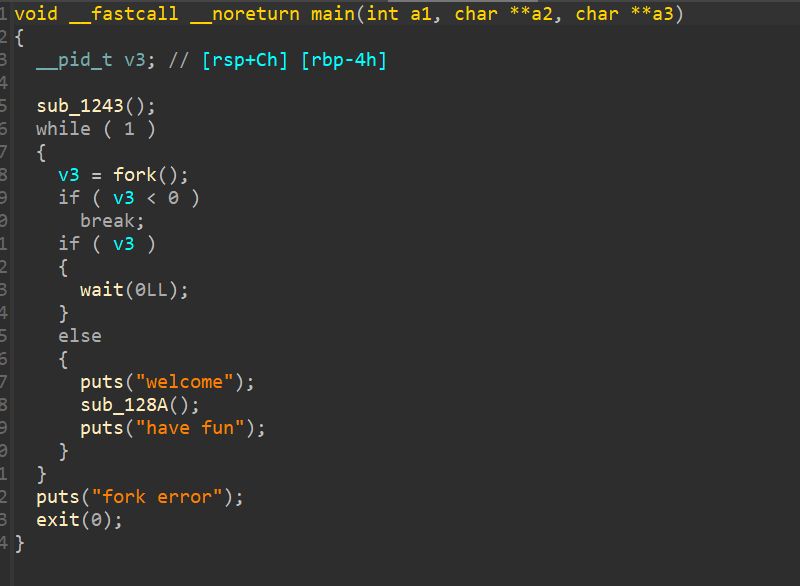 1 void __fastcall __noreturn main(int a1, char **a2, char **a3)
2 {
3   __pid_t v3; // [rsp+Ch] [rbp-4h]
4
5   sub_1243();
6   while ( 1 )
7   {
8     v3 = fork();
9     if ( v3 < 0 )
0       break;
1     if ( v3 )
2     {
3       wait(0LL);
4     }
5     else
6     {
7       puts("welcome");
8       sub_128A();
9       puts("have fun");
0     }
1   }
2   puts("fork error");
3   exit(0);
4 }